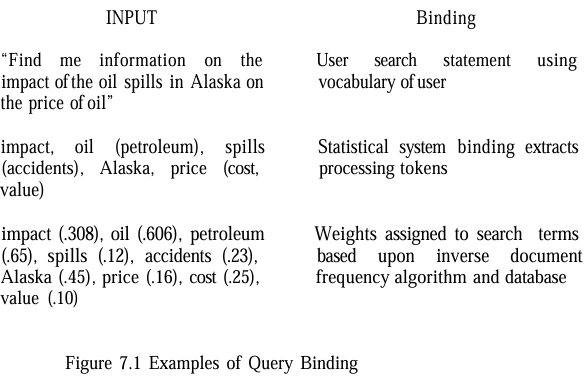 INPUT
Binding
“Find me information on the
impact of the oil spills in Alaska on
the price of oil”
User search statement using
vocabulary of user
impact, oil (petroleum), spills
(accidents), Alaska, price (cost,
value)
Statistical system binding extracts
processing tokens
impact (.308), oil (.606), petroleum
(.65), spills (.12), accidents (.23),
Alaska (.45), price (.16), cost (.25),
value (.10)
Weights assigned to search terms
based upon inverse document
frequency algorithm and database
Figure 7.1 Examples of Query Binding